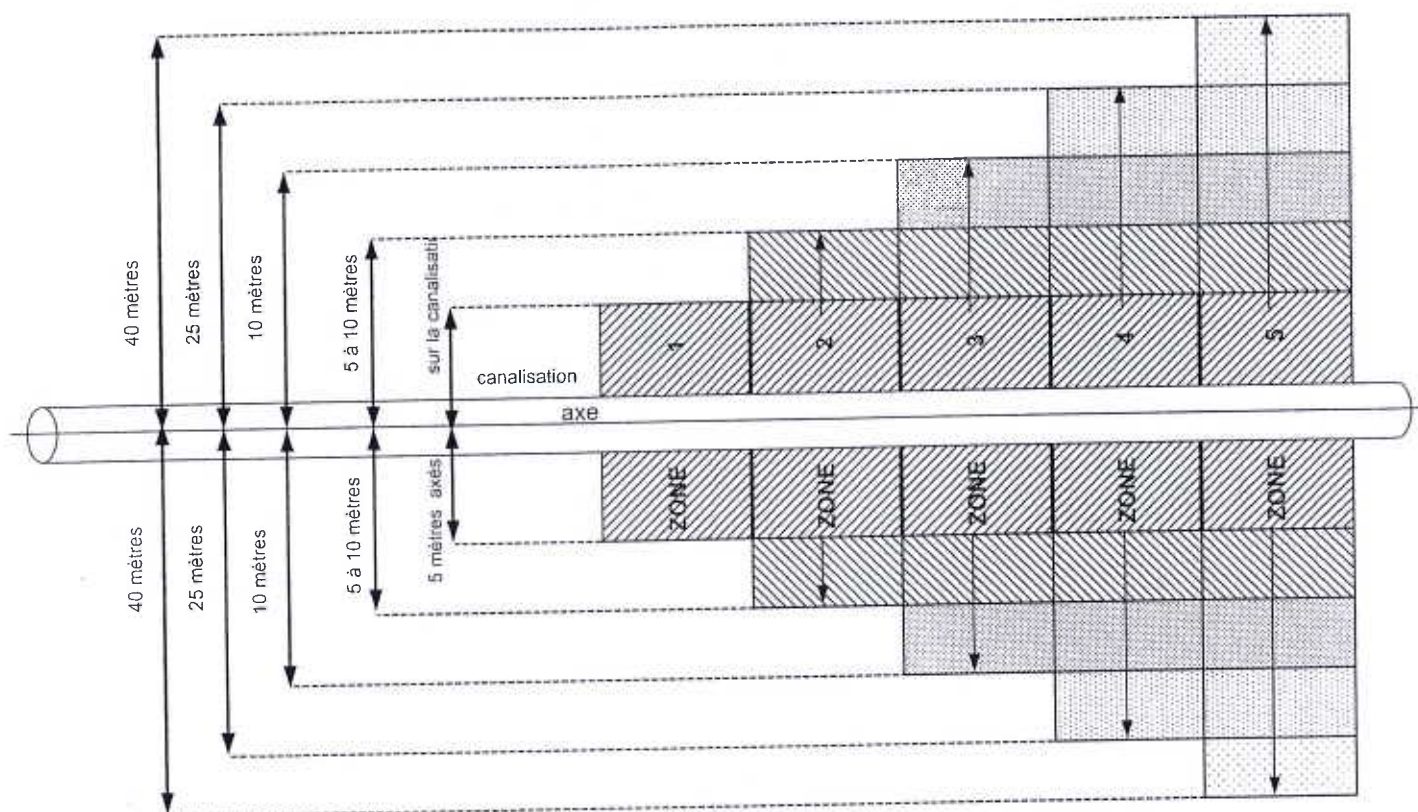 40 mètres
25 mètres
10 mètres
5 à 10 mètres
sur la canalisati
canalisation
axe
1
2
3
4
5
ZONE
ZONE
ZONE
ZONE
ZONE
40 mètres
25 mètres
10 mètres
5 à 10 mètres
5 mètres axés